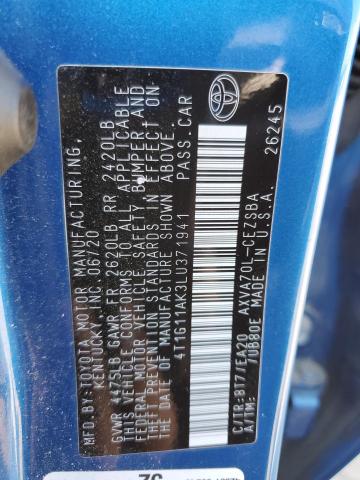 MFD.BY:TOYOTA MOTOR MANUFACTURING,
KENTUCKY, INC. 06/20
GVWR 4475LB GAWR FR 2620LB RR 2420LB
THIS VEHICLE CONFORMS TO ALL APPLICABLE
FEDERAL MOTOR VEHICLE SAFETY, BUMPER AND
THEFT PREVENTION STANDARDS IN EFFECT ON
THE DATE OF MANUFACTURE SHOWN ABOVE.
4T1G11AK3LU371941 PASS.CAR
C/TR:8T7/EA20 AXVA70L-CEZSBA
A/TM: /UB80E MADE IN U.S.A. 26245